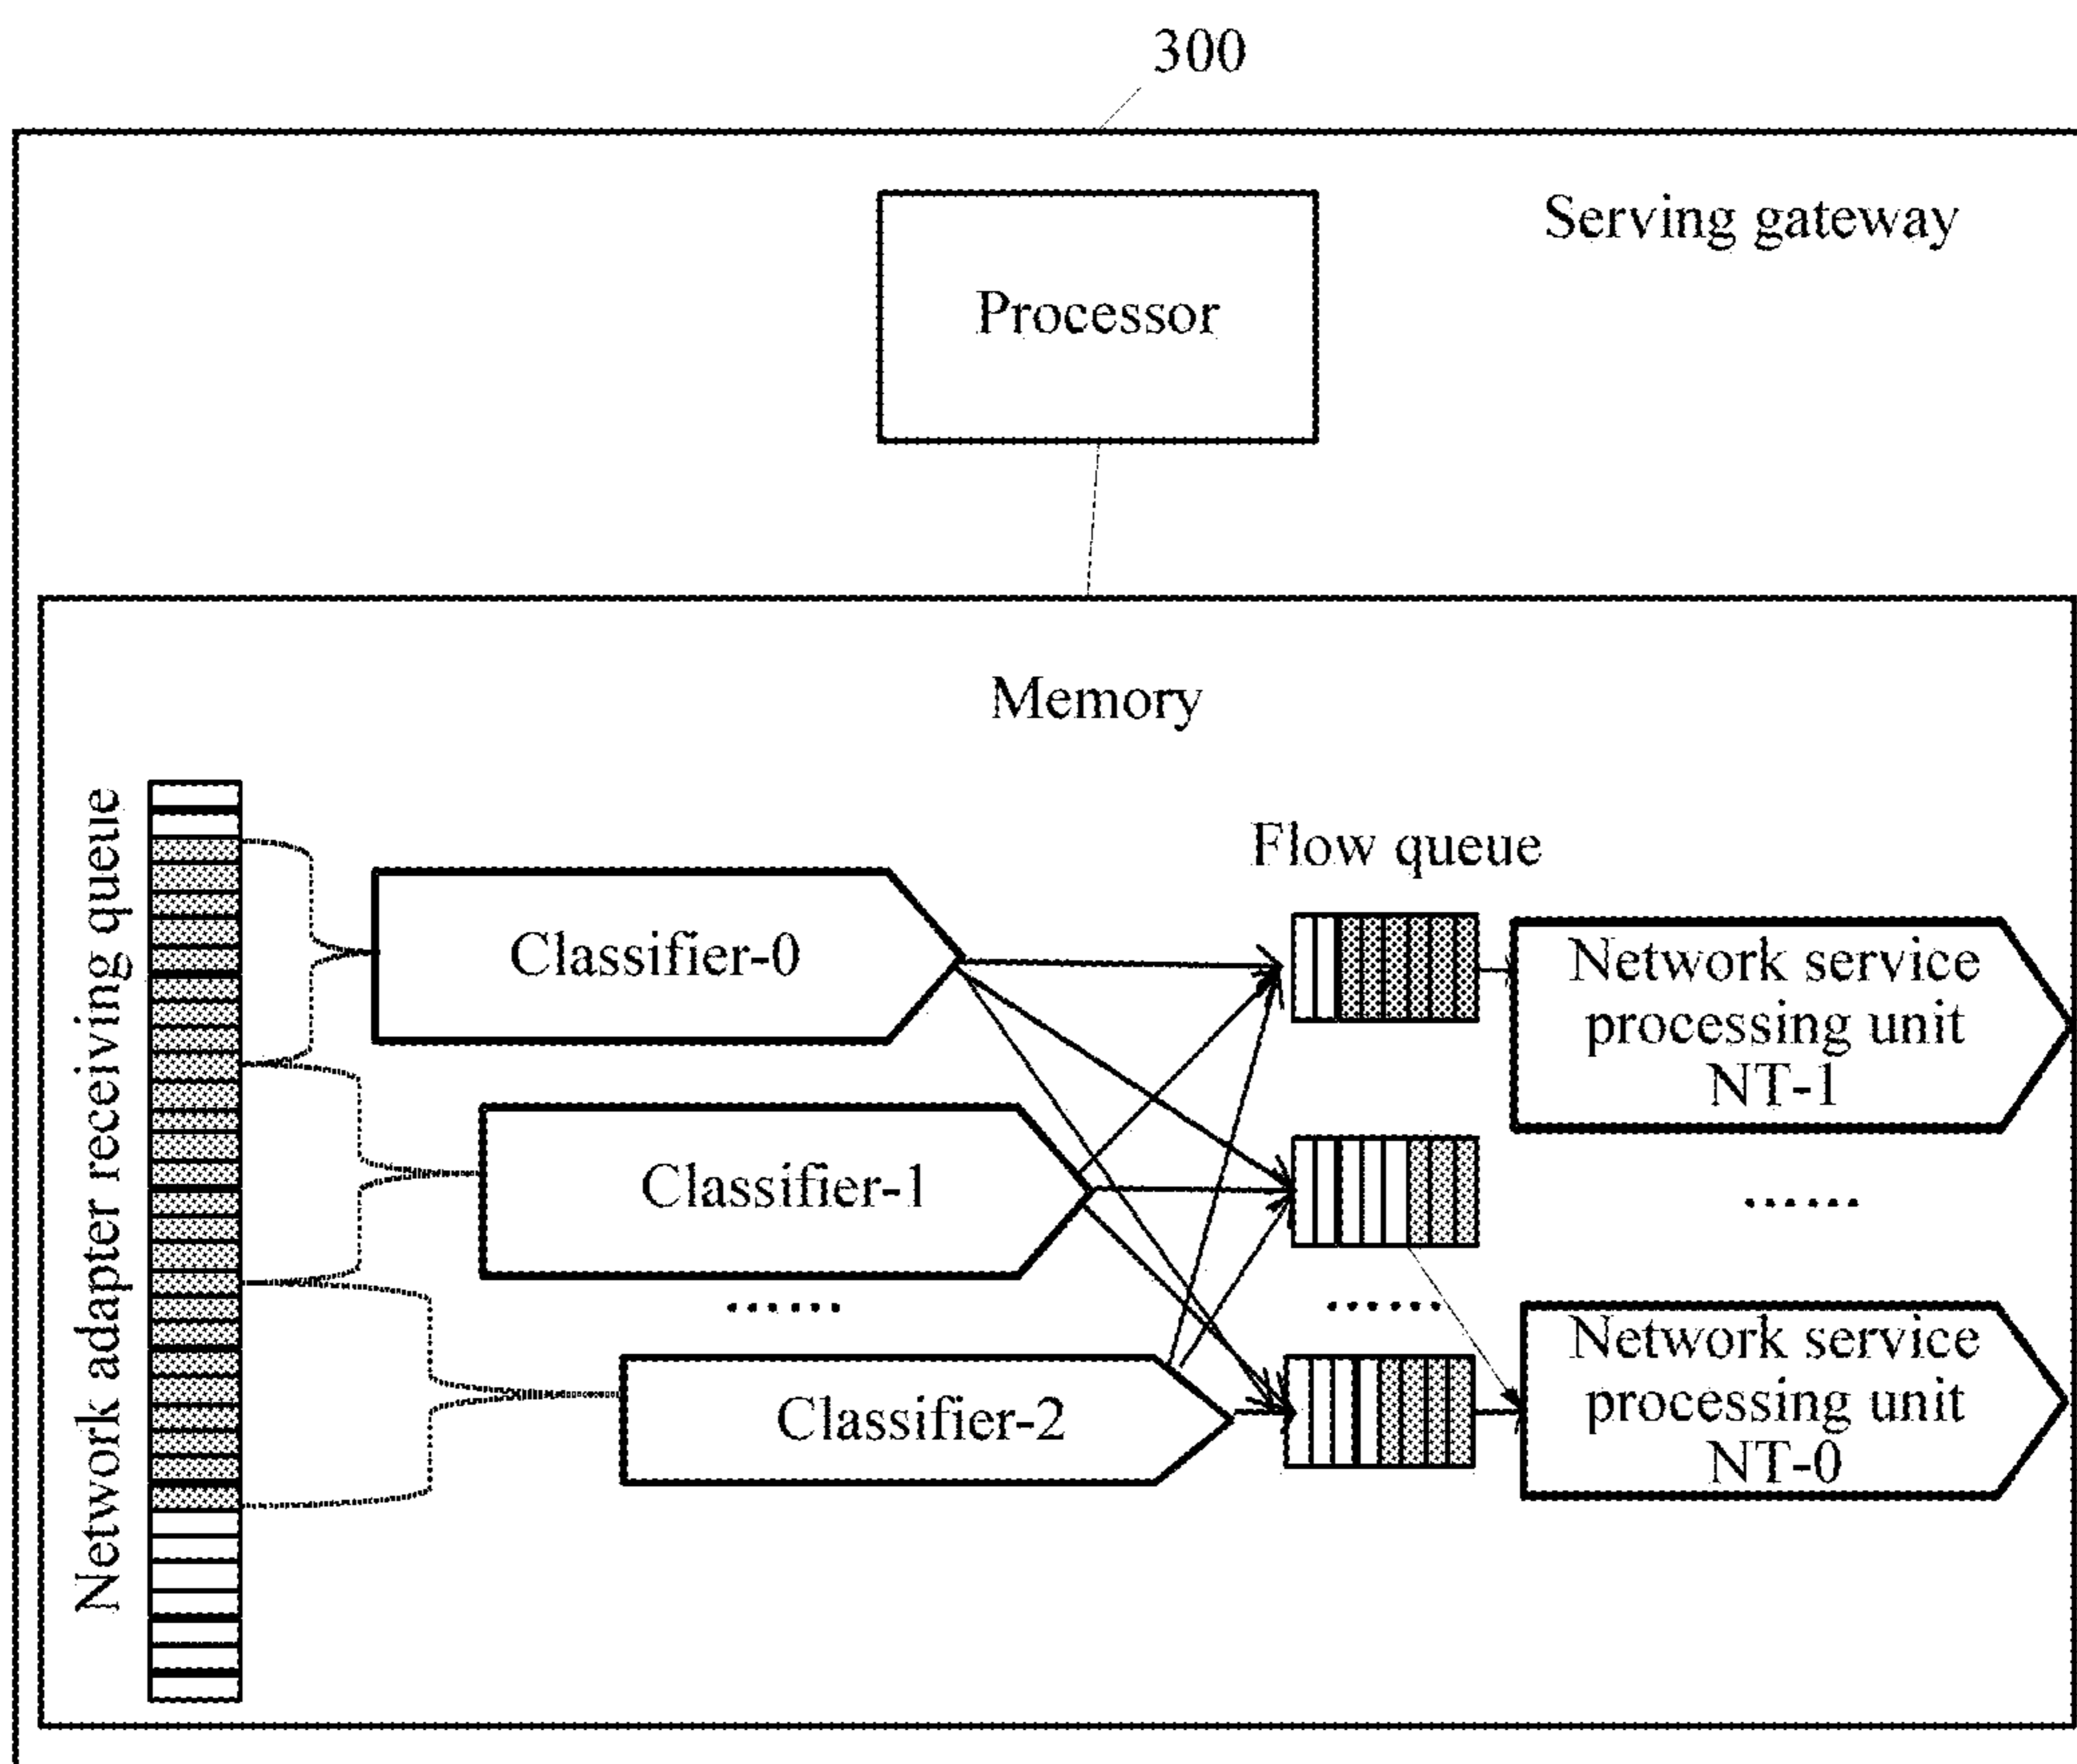 300
Serving gateway
Processor
Memory
Network adapter receiving queue
Flow queue
Classifier-0
Network service
processing unit
NT-1
Classifier-1
......
......
......
Classifier-2
Network service
processing unit
NT-0